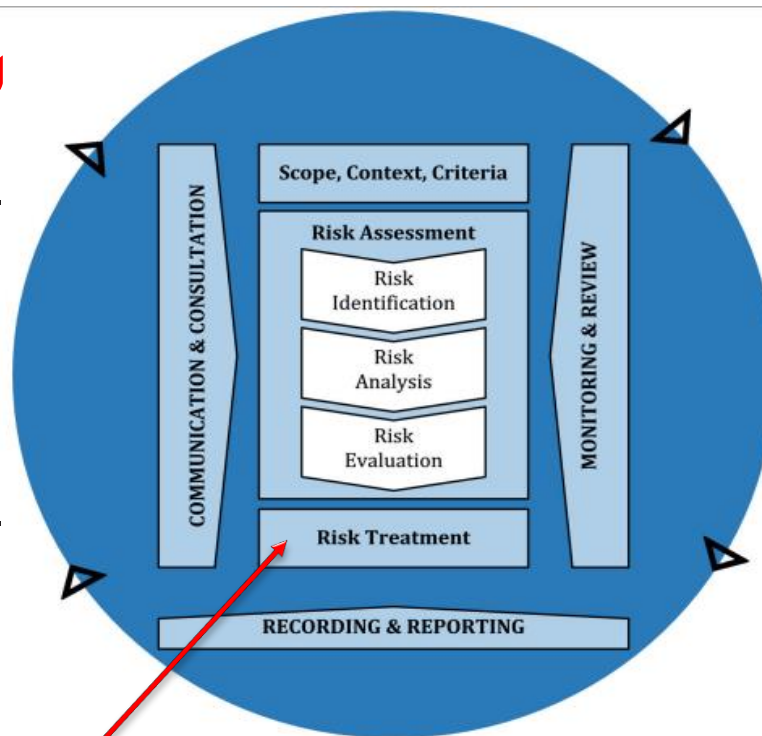 Scope, Context, Criteria
COMMUNICATION & CONSULTATION
Risk Assessment
Risk
Identification
Risk
Analysis
Risk
Evaluation
MONITORING & REVIEW
Risk Treatment
RECORDING & REPORTING